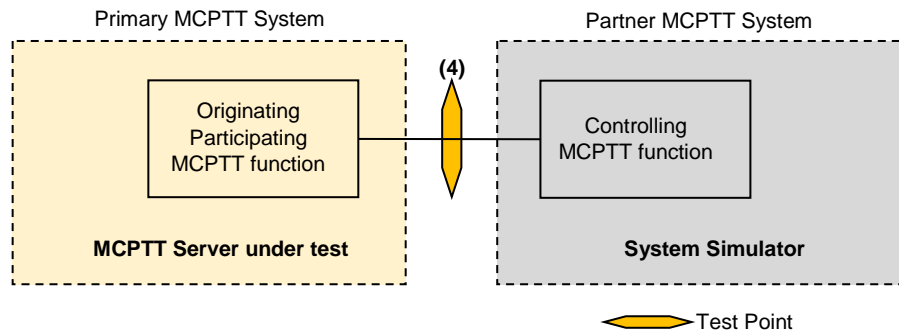 Primary MCPTT System
Partner MCPTT System
(4)
Originating
Participating
MCPTT function
Controlling
MCPTT function
MCPTT Server under test
System Simulator
Test Point